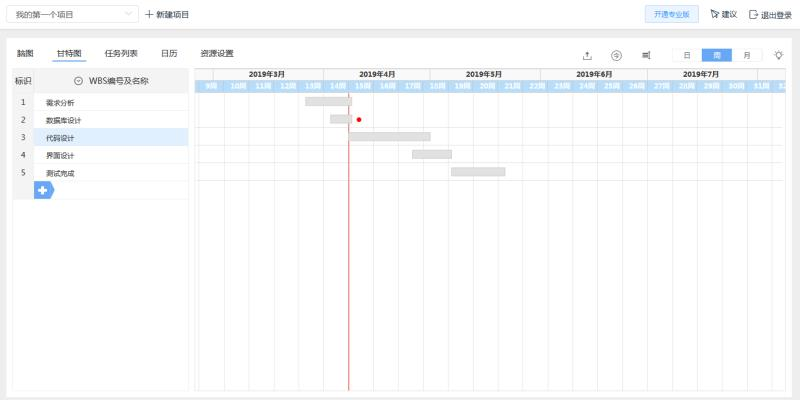 我的第一个项目 新建项目 开通专业版 建议 退出登录
脑图 甘特图 任务列表 日历 资源设置 日 周 月
标识 WBS编号及名称 2019年3月 2019年4月 2019年5月 2019年6月 2019年7月
9周 10周 11周 12周 13周 14周 15周 16周 17周 18周 19周 20周 21周 22周 23周 24周 25周 26周 27周 28周 29周 30周 31周
1 需求分析
2 数据库设计
3 代码设计
4 界面设计
5 测试完成